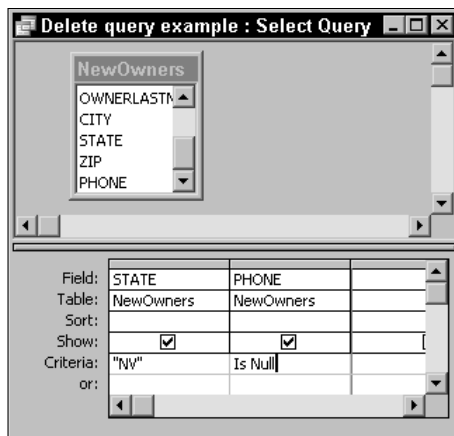 Delete query example : Select Query
NewOwners
OWNERLASTN
CITY
STATE
ZIP
PHONE
Field: STATE PHONE
Table: NewOwners NewOwners
Sort:
Show:
Criteria: "NV" Is Null
or: